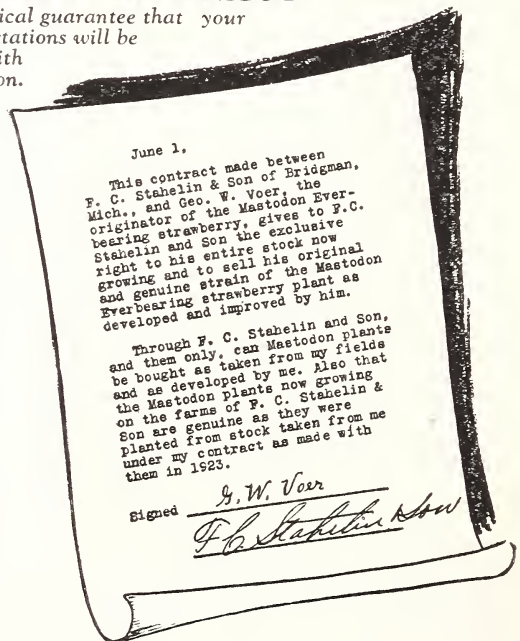 ical guarantee that your
tations will be
ith
on.
June 1,
This contract made between
F. C. Stahelin & Son of Bridgman,
Mich., and Geo. W. Voer, the
originator of the Mastodon Ever-
bearing strawberry, gives to F.C.
Stahelin and Son the exclusive
right to his entire stock now
growing and to sell his original
and genuine strain of the Mastodon
Everbearing strawberry plant as
developed and improved by him.
Through F. C. Stahelin and Son,
and them only, can Mastodon plants
be bought as taken from my fields
and as developed by me. Also that
the Mastodon plants now growing
on the farms of F. C. Stahelin &
Son are genuine as they were
planted from stock taken from me
under my contract as made with
them in 1923.
Signed G. W. Voer
F C Stahelin & Son